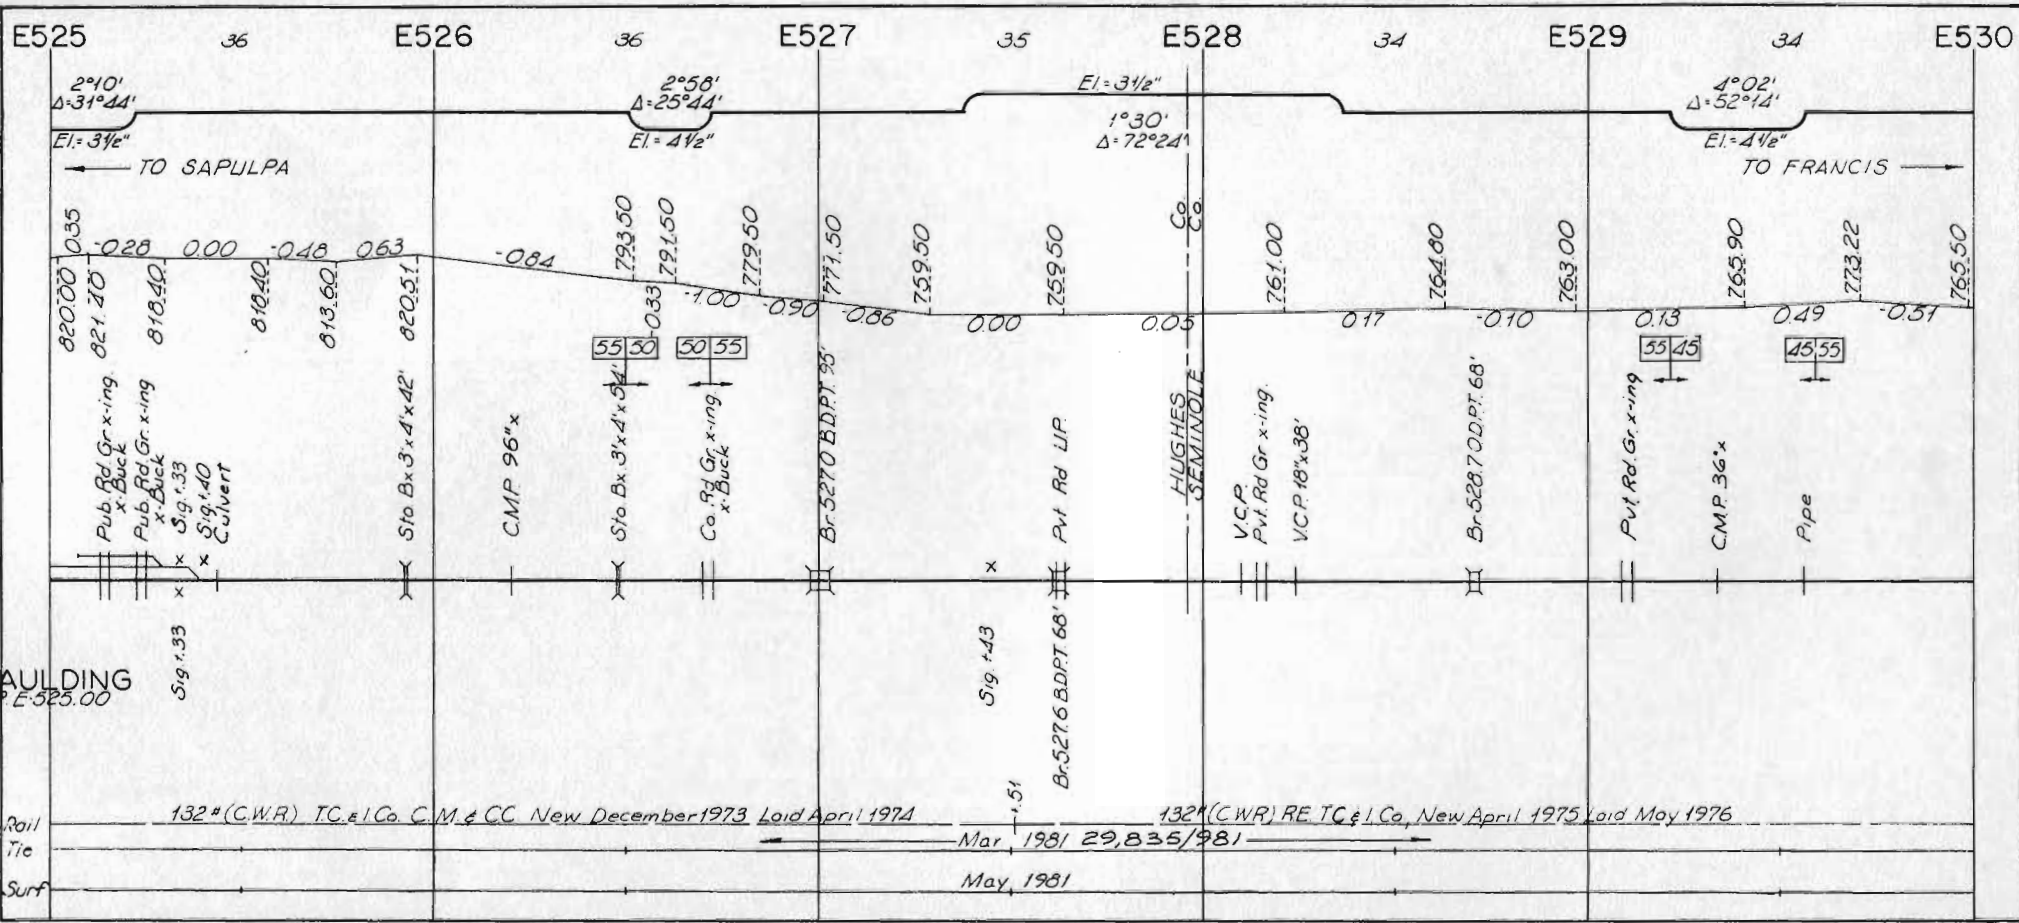 E525 36 E526 36 E527 35 E528 34 E529 34 E530
2°10'
Δ=31°44'
El.= 3½"
2°58'
Δ=25°44'
El.= 4½"
El.= 3½"
1°30'
Δ=72°24'
4°02'
Δ=52°14'
El.=4½"
TO SAPULPA
TO FRANCIS
0.35 -0.28 0.00 -0.48 0.63 -0.84 -0.33 -1.00 -0.90 -0.86 0.00 0.05 0.17 -0.10 0.13 0.49 -0.51
820.00 821.40 818.40 818.40 813.60 820.51 793.50 791.50 779.50 771.50 759.50 759.50 761.00 764.80 763.00 765.90 773.22 765.50
Co.
Co.
55 50
50 55
55 45
45 55
Pub. Rd. Gr. x-ing.
x-Buck
Pub. Rd. Gr. x-ing
x-Buck
Sig.+.33
Sig.+.40
Culvert
Sto. Bx. 3'x4'x42'
C.M.P. 96"x
Sto. Bx. 3'x4'x54'
Co. Rd. Gr. x-ing.
x-Buck
Br. 527.0 B.D.P.T. 95'
Pvt. Rd. UP.
HUGHES
SEMINOLE
V.C.P.
Pvt. Rd. Gr x-ing.
V.C.P. 18"x38'
Br. 528.7 O.D.P.T. 68'
Pvt. Rd. Gr. x-ing
C.M.P. 36"x
Pipe
Sig.+.33
Sig. +.43
Br. 527.6 B.D.P.T. 68'
AULDING
E-525.00
+.51
Rail 132# (C.W.R.) T.C. & I. Co. C.M. & CC New December 1973 Laid April 1974 132# (CWR) RE TC & I. Co, New April 1975 Laid May 1976
Tie Mar. 1981 29,835/981
Surf May 1981